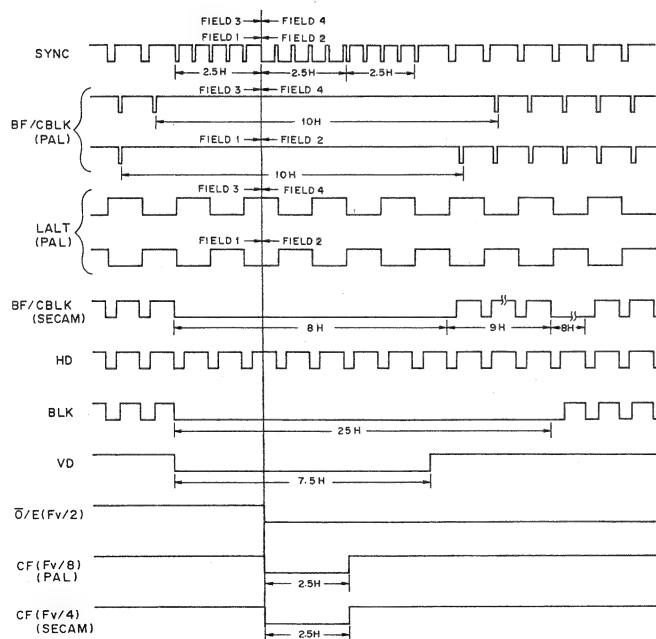 FIELD 3 FIELD 4
FIELD 1 FIELD 2
SYNC
2.5H 2.5H 2.5H
FIELD 3 FIELD 4
BF/CBLK
(PAL)
10H
FIELD 1 FIELD 2
10H
FIELD 3 FIELD 4
LALT
(PAL)
FIELD 1 FIELD 2
BF/CBLK
(SECAM)
8H 9H 8H
HD
BLK
25H
VD
7.5H
O̅/E(Fv/2)
CF(Fv/8)
(PAL)
2.5H
CF(Fv/4)
(SECAM)
2.5H